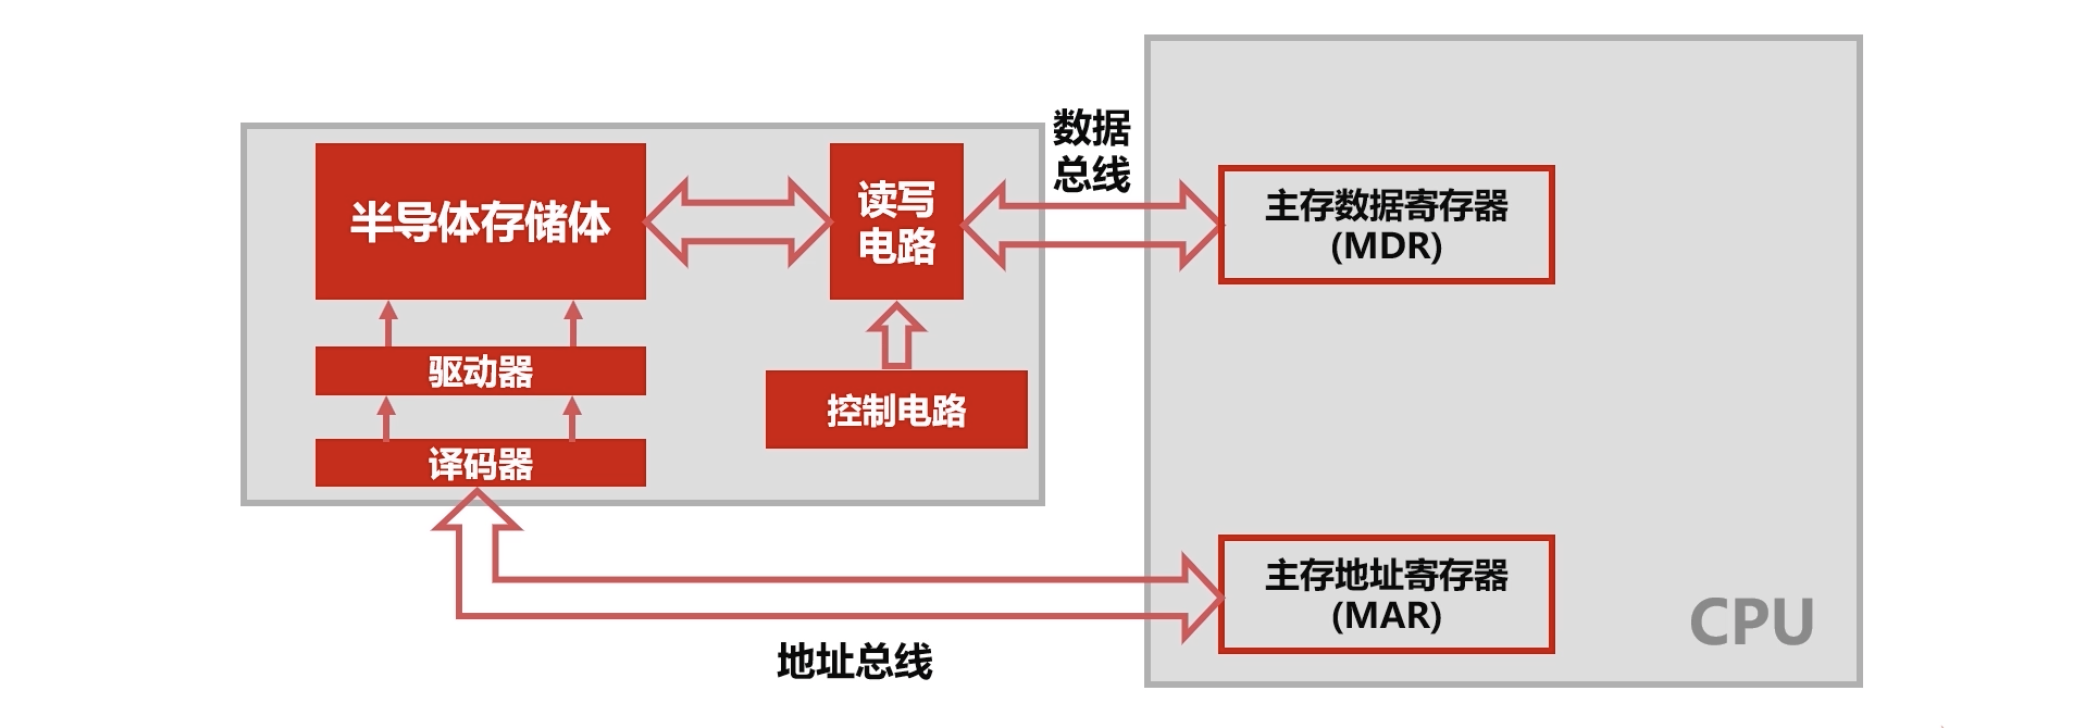 数据
总线
半导体存储体
读写
电路
主存数据寄存器
(MDR)
驱动器
控制电路
译码器
主存地址寄存器
(MAR)
CPU
地址总线